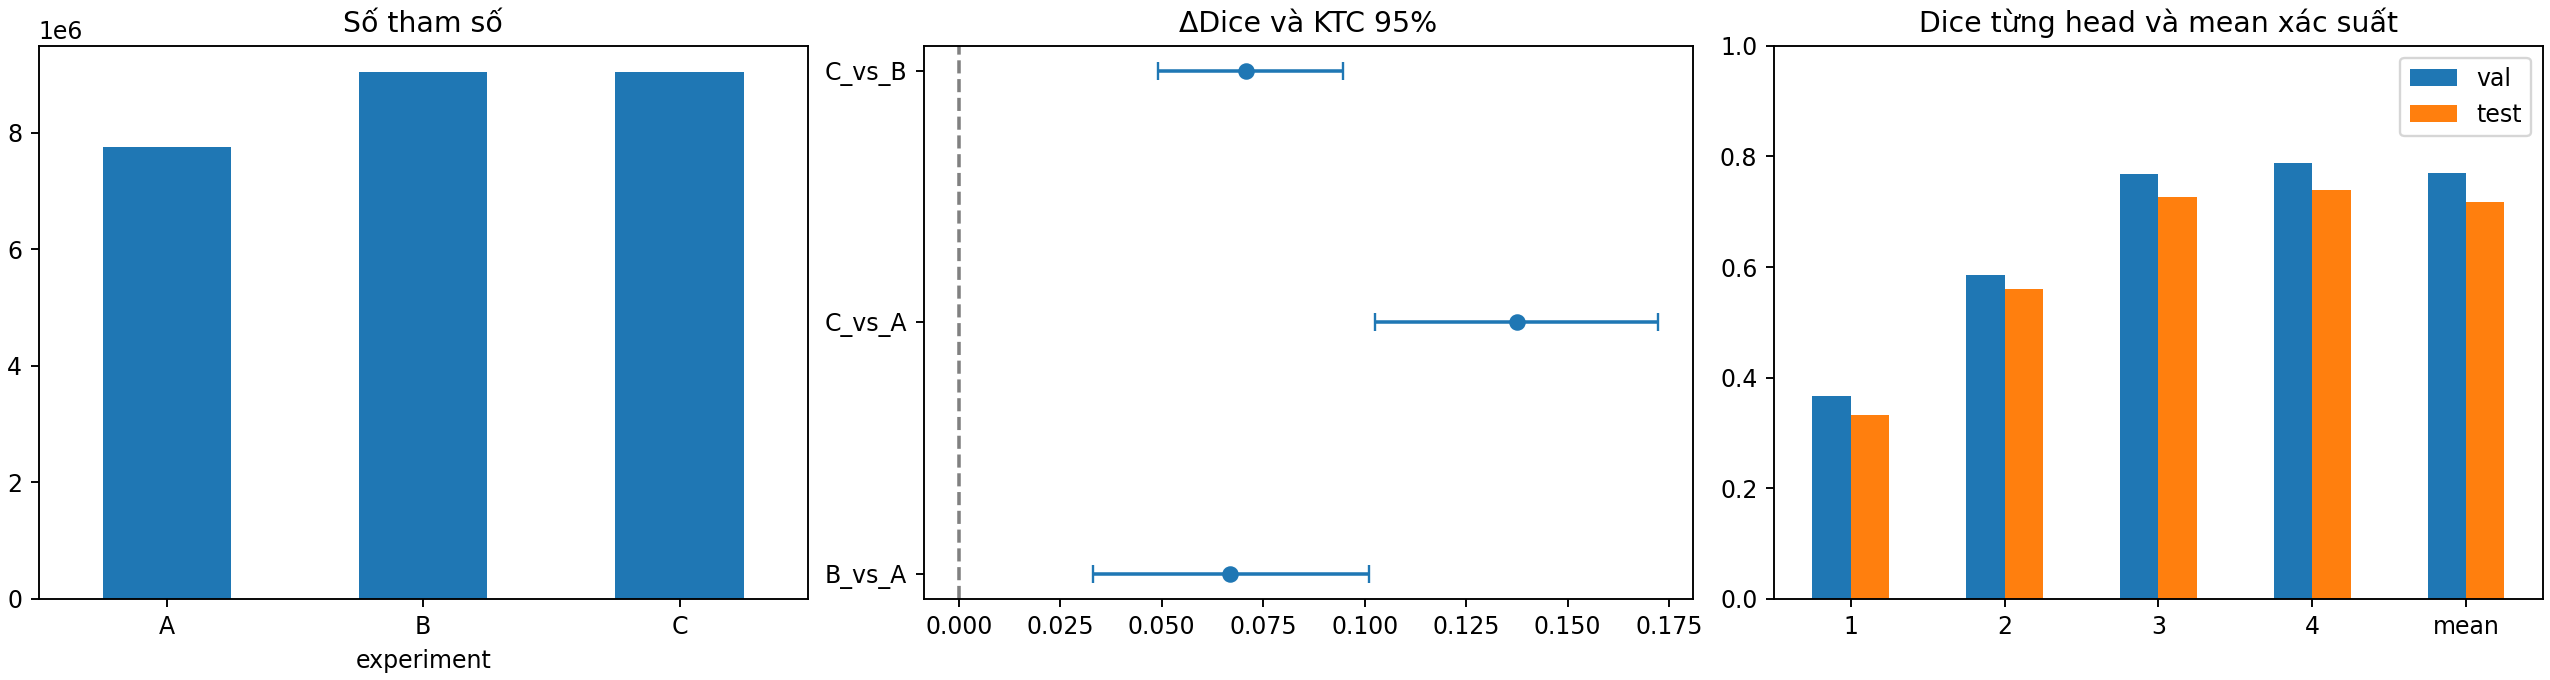 Số tham số
1e6
8
6
4
2
0
A B C
experiment
ΔDice và KTC 95%
C_vs_B
C_vs_A
B_vs_A
0.000 0.025 0.050 0.075 0.100 0.125 0.150 0.175
Dice từng head và mean xác suất
1.0
0.8
0.6
0.4
0.2
0.0
1 2 3 4 mean
val
test